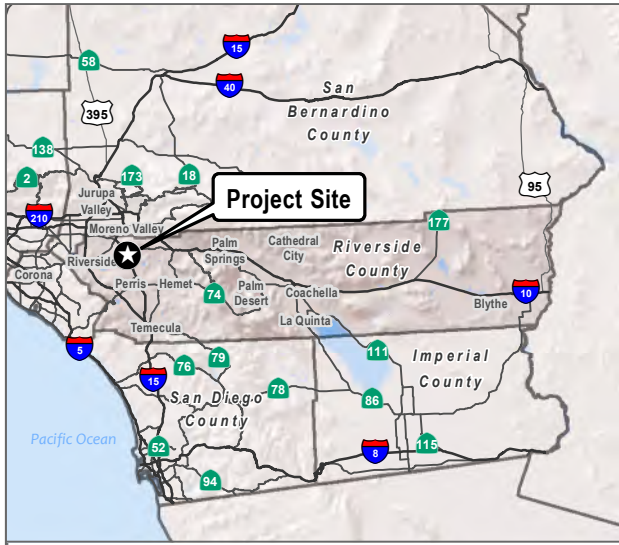 15
58
40
San
Bernardino
County
395
138
2
173
18
95
Jurupa
Valley
210
Project Site
177
Moreno Valley
Palm
Springs
Cathedral
City
Riverside
County
Riverside
Corona
Perris
Hemet
74
Palm
Desert
Coachella
10
Blythe
La Quinta
Temecula
5
15
76
79
111
Imperial
County
78
86
San Diego
County
Pacific Ocean
52
94
8
115